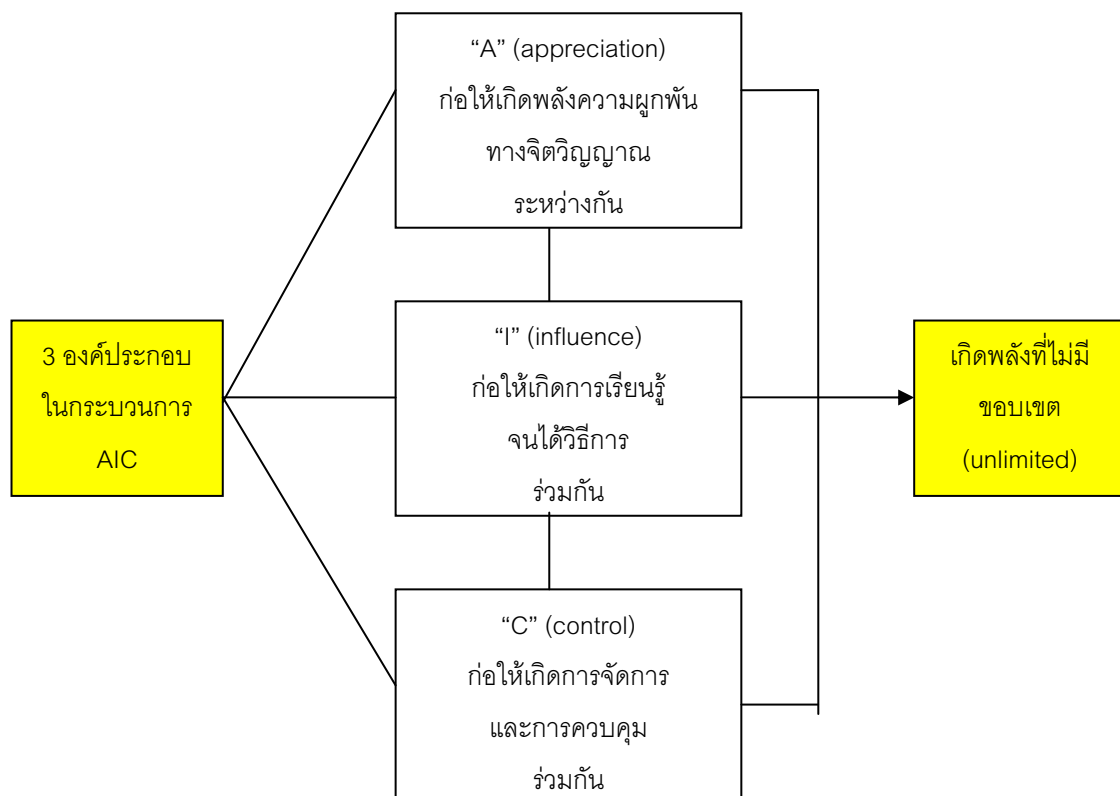 “A” (appreciation)
ก่อให้เกิดพลังความผูกพัน
ทางจิตวิญญาณ
ระหว่างกัน
3 องค์ประกอบ
ในกระบวนการ
AIC
“I” (influence)
ก่อให้เกิดการเรียนรู้
จนได้วิธีการ
ร่วมกัน
เกิดพลังที่ไม่มี
ขอบเขต
(unlimited)
“C” (control)
ก่อให้เกิดการจัดการ
และการควบคุม
ร่วมกัน